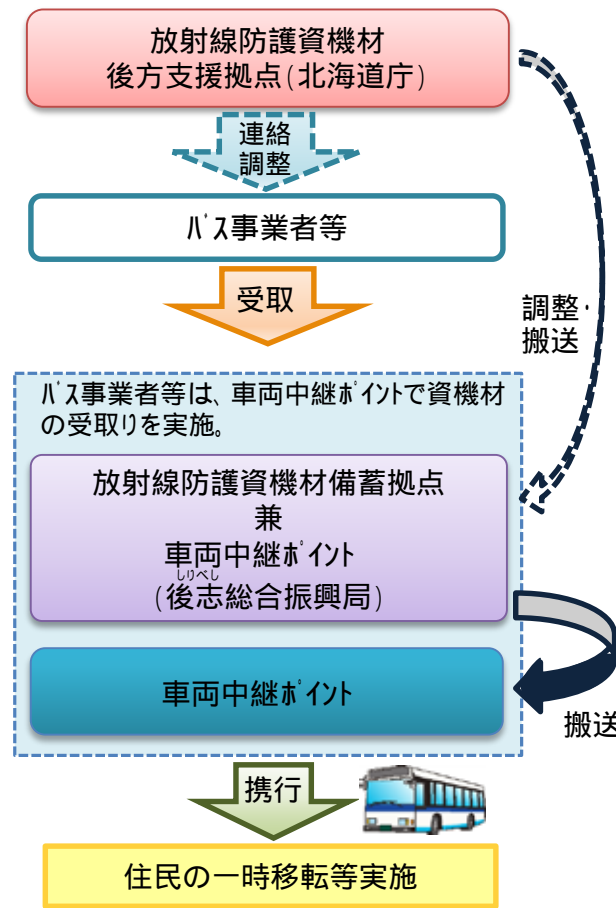 放射線防護資機材
後方支援拠点(北海道庁)
連絡
調整
ﾊﾞｽ事業者等
受取
調整・
搬送
ﾊﾞｽ事業者等は、車両中継ﾎﾟｲﾝﾄで資機材
の受取りを実施。
放射線防護資機材備蓄拠点
兼
車両中継ﾎﾟｲﾝﾄ
しりべし
(後志総合振興局)
車両中継ﾎﾟｲﾝﾄ
搬送
携行
住民の一時移転等実施